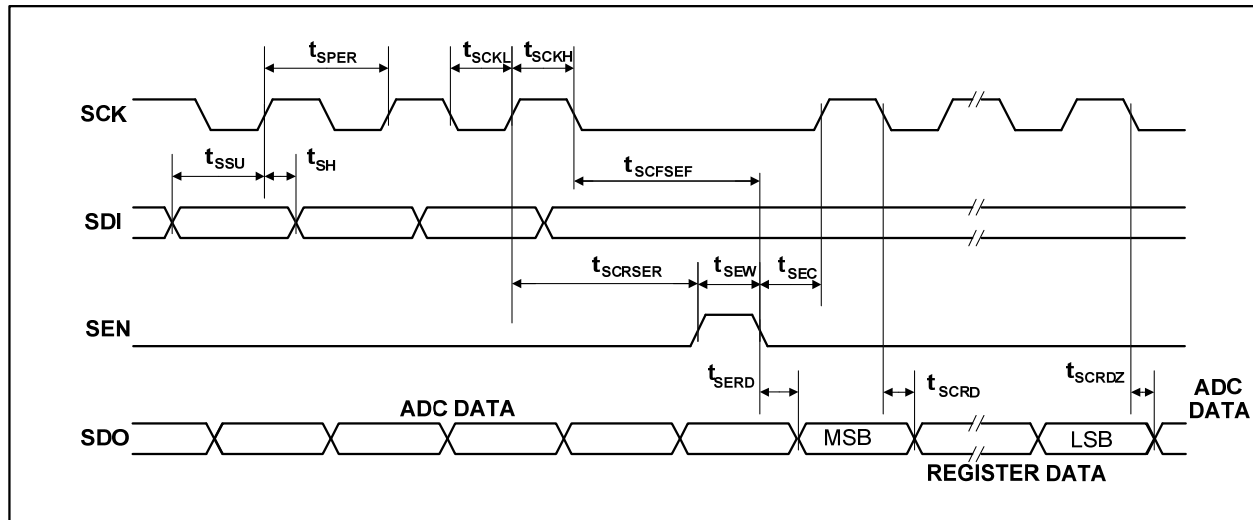 tSPER
tSCKL
tSCKH
SCK
tSSU
tSH
tSCFSEF
SDI
tSCRSER
tSEW
tSEC
SEN
tSERD
tSCRD
tSCRDZ
ADC
DATA
ADC DATA
SDO
MSB
LSB
REGISTER DATA